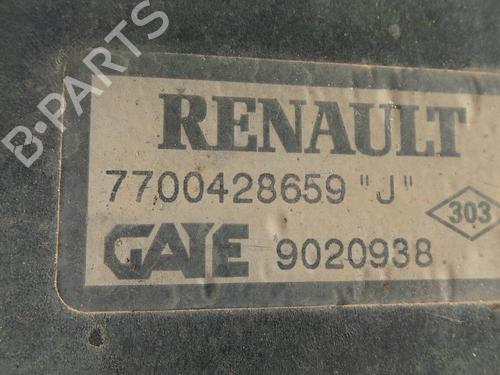 RENAULT
7700428659 "J"
303
GATE 9020938
B-PARTS